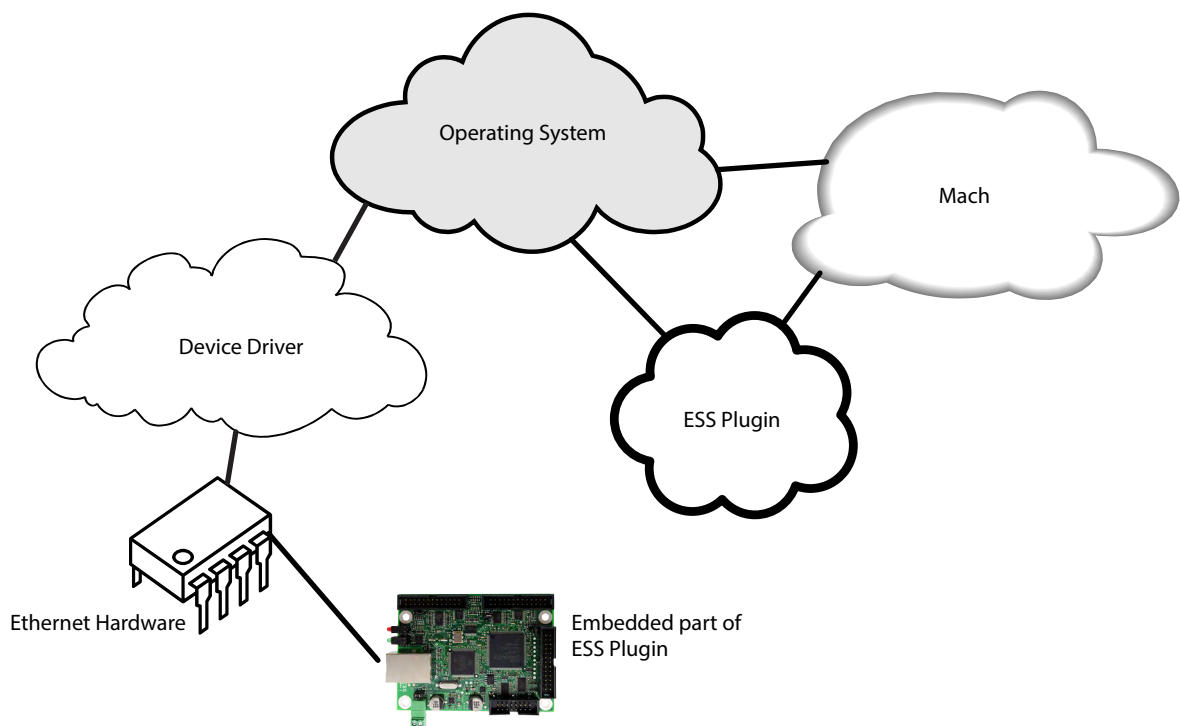 Operating System
Mach
Device Driver
ESS Plugin
Ethernet Hardware
Embedded part of
ESS Plugin